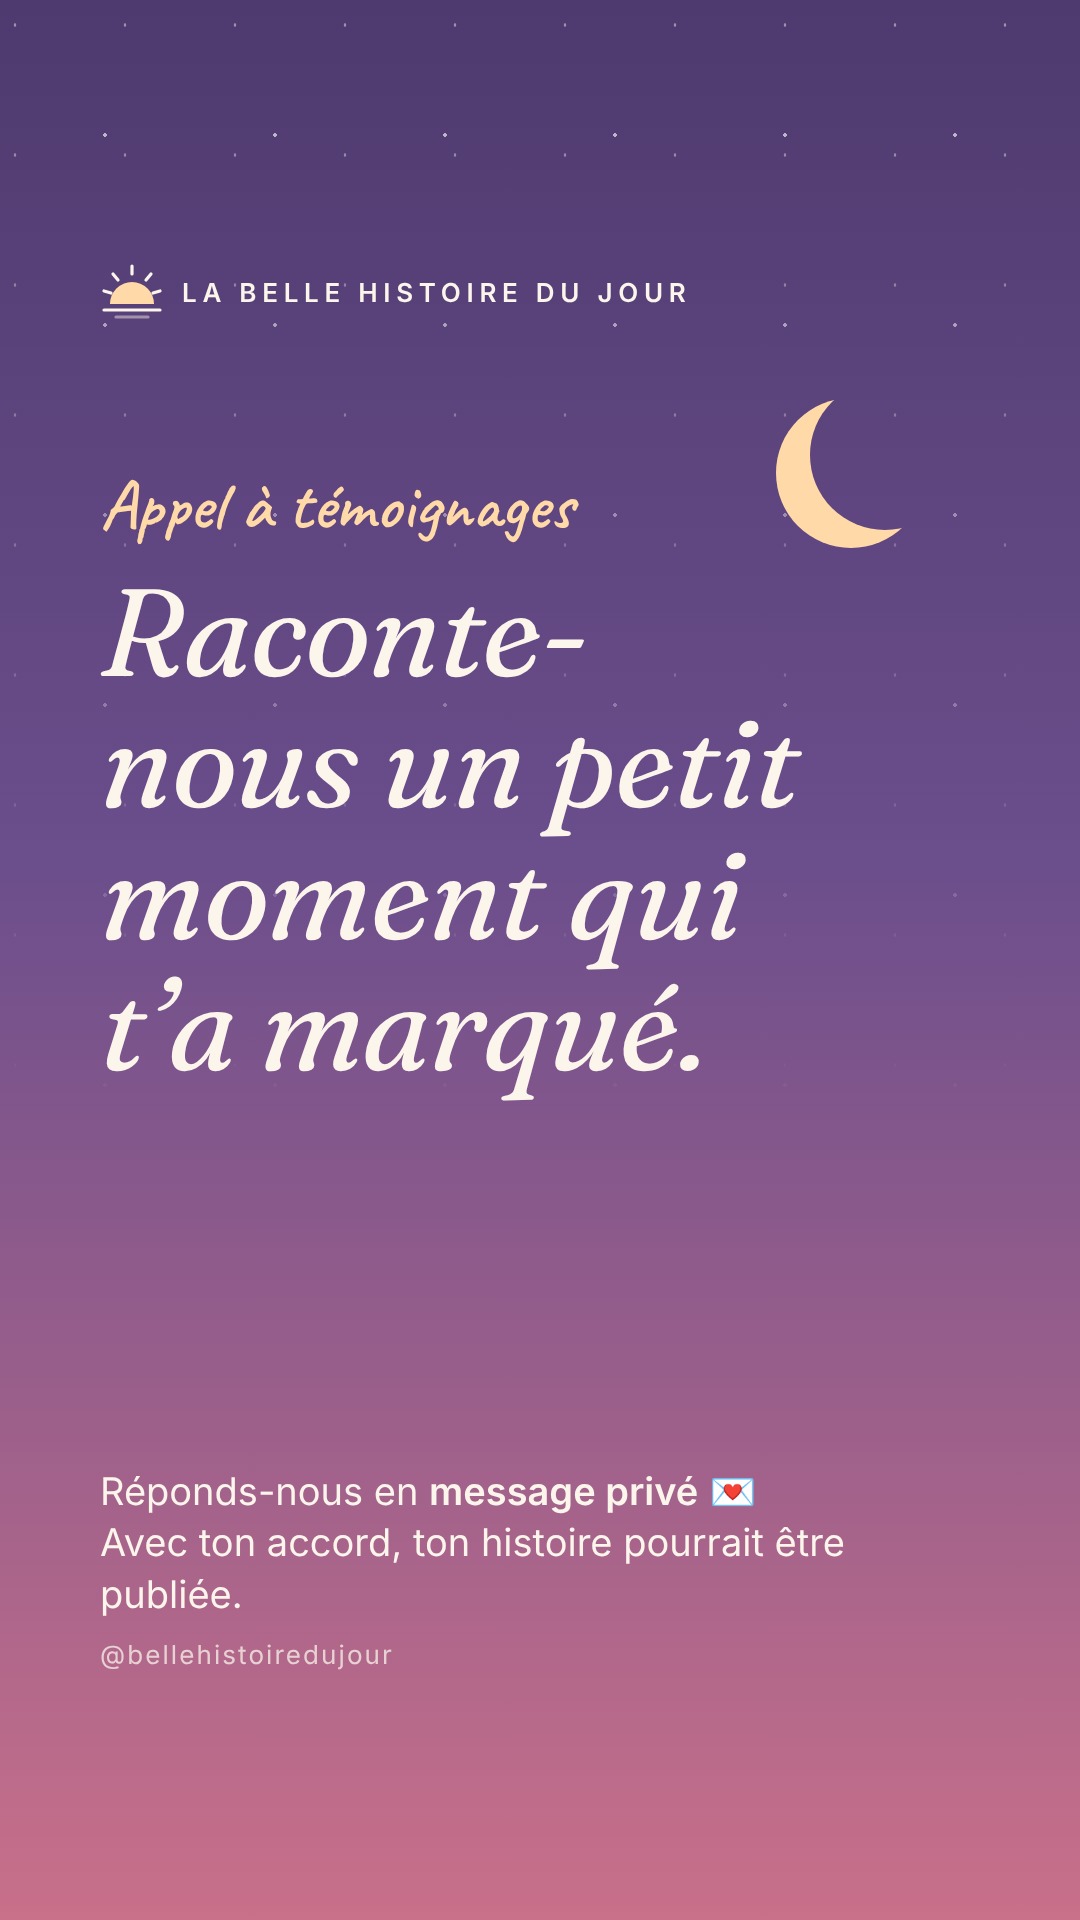 LA BELLE HISTOIRE DU JOUR
Appel à témoignages
Raconte-
nous un petit
moment qui
t’a marqué.
Réponds-nous en message privé 💌
Avec ton accord, ton histoire pourrait être
publiée.
@bellehistoiredujour